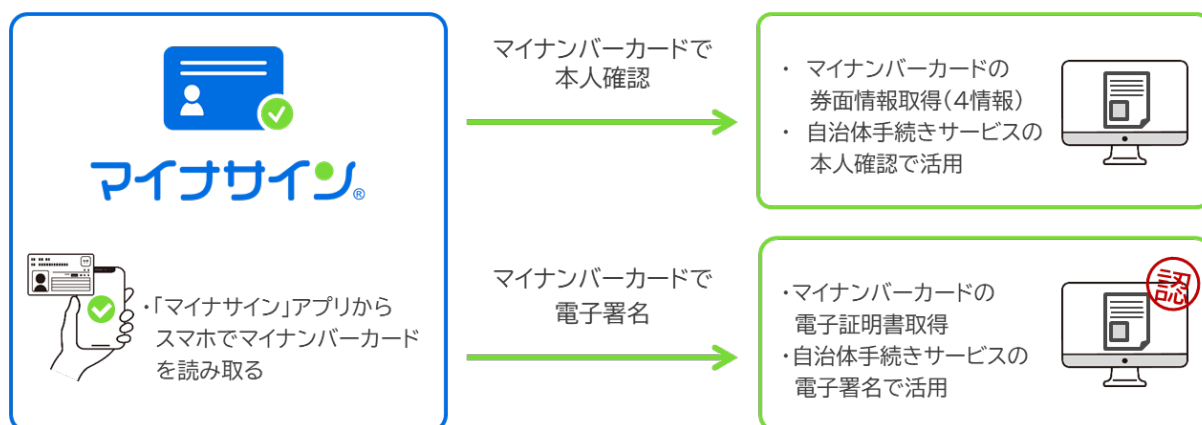 マイナサイン®
・「マイナサイン」アプリから
スマホでマイナンバーカード
を読み取る
マイナンバーカードで
本人確認
・ マイナンバーカードの
券面情報取得(4情報)
・ 自治体手続きサービスの
本人確認で活用
マイナンバーカードで
電子署名
・マイナンバーカードの
電子証明書取得
・自治体手続きサービスの
電子署名で活用
認